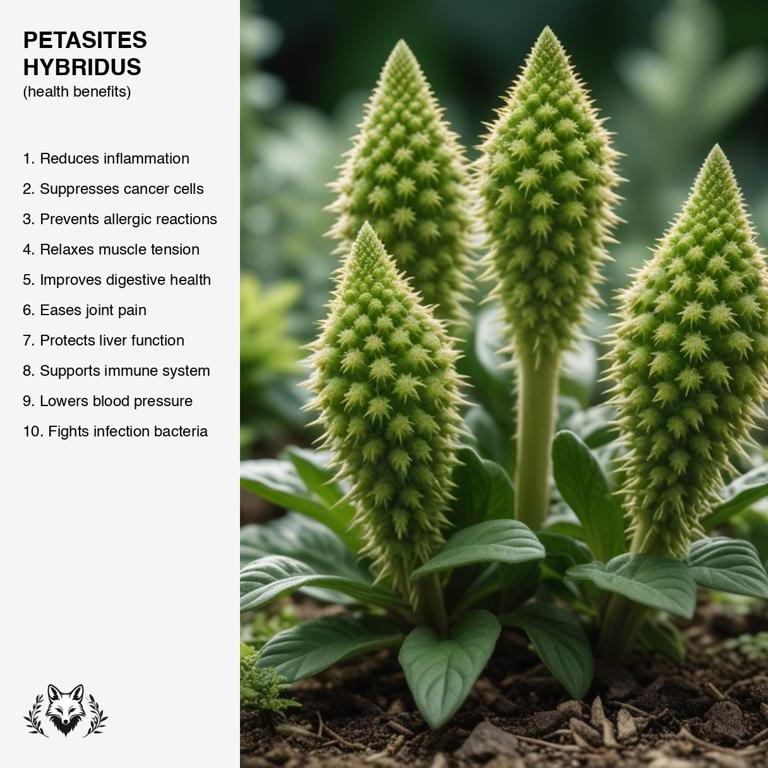 PETASITES
HYBRIDUS
(health benefits)
1. Reduces inflammation
2. Suppresses cancer cells
3. Prevents allergic reactions
4. Relaxes muscle tension
5. Improves digestive health
6. Eases joint pain
7. Protects liver function
8. Supports immune system
9. Lowers blood pressure
10. Fights infection bacteria